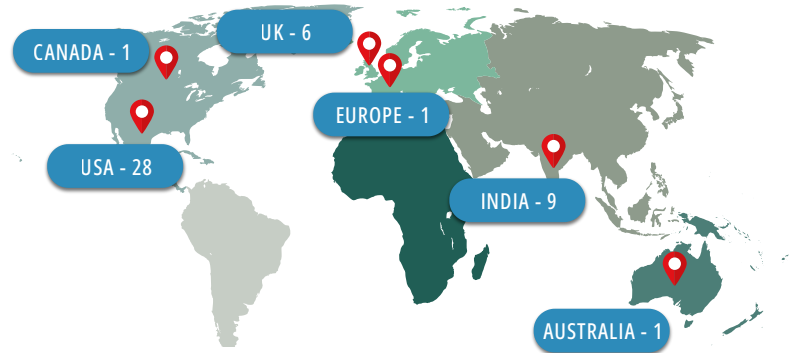 UK - 6
CANADA - 1
EUROPE - 1
USA - 28
INDIA - 9
AUSTRALIA - 1